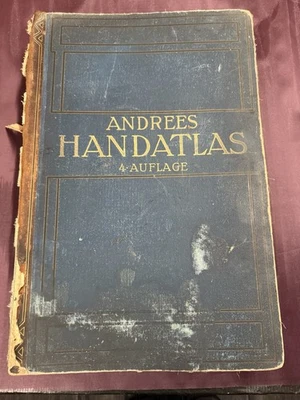 ANDREES
HANDATLAS
4. AUFLAGE